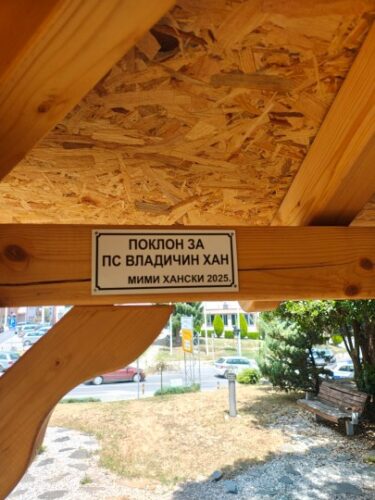 ПОКЛОН ЗА
ПС ВЛАДИЧИН ХАН
МИМИ ХАНСКИ 2025.